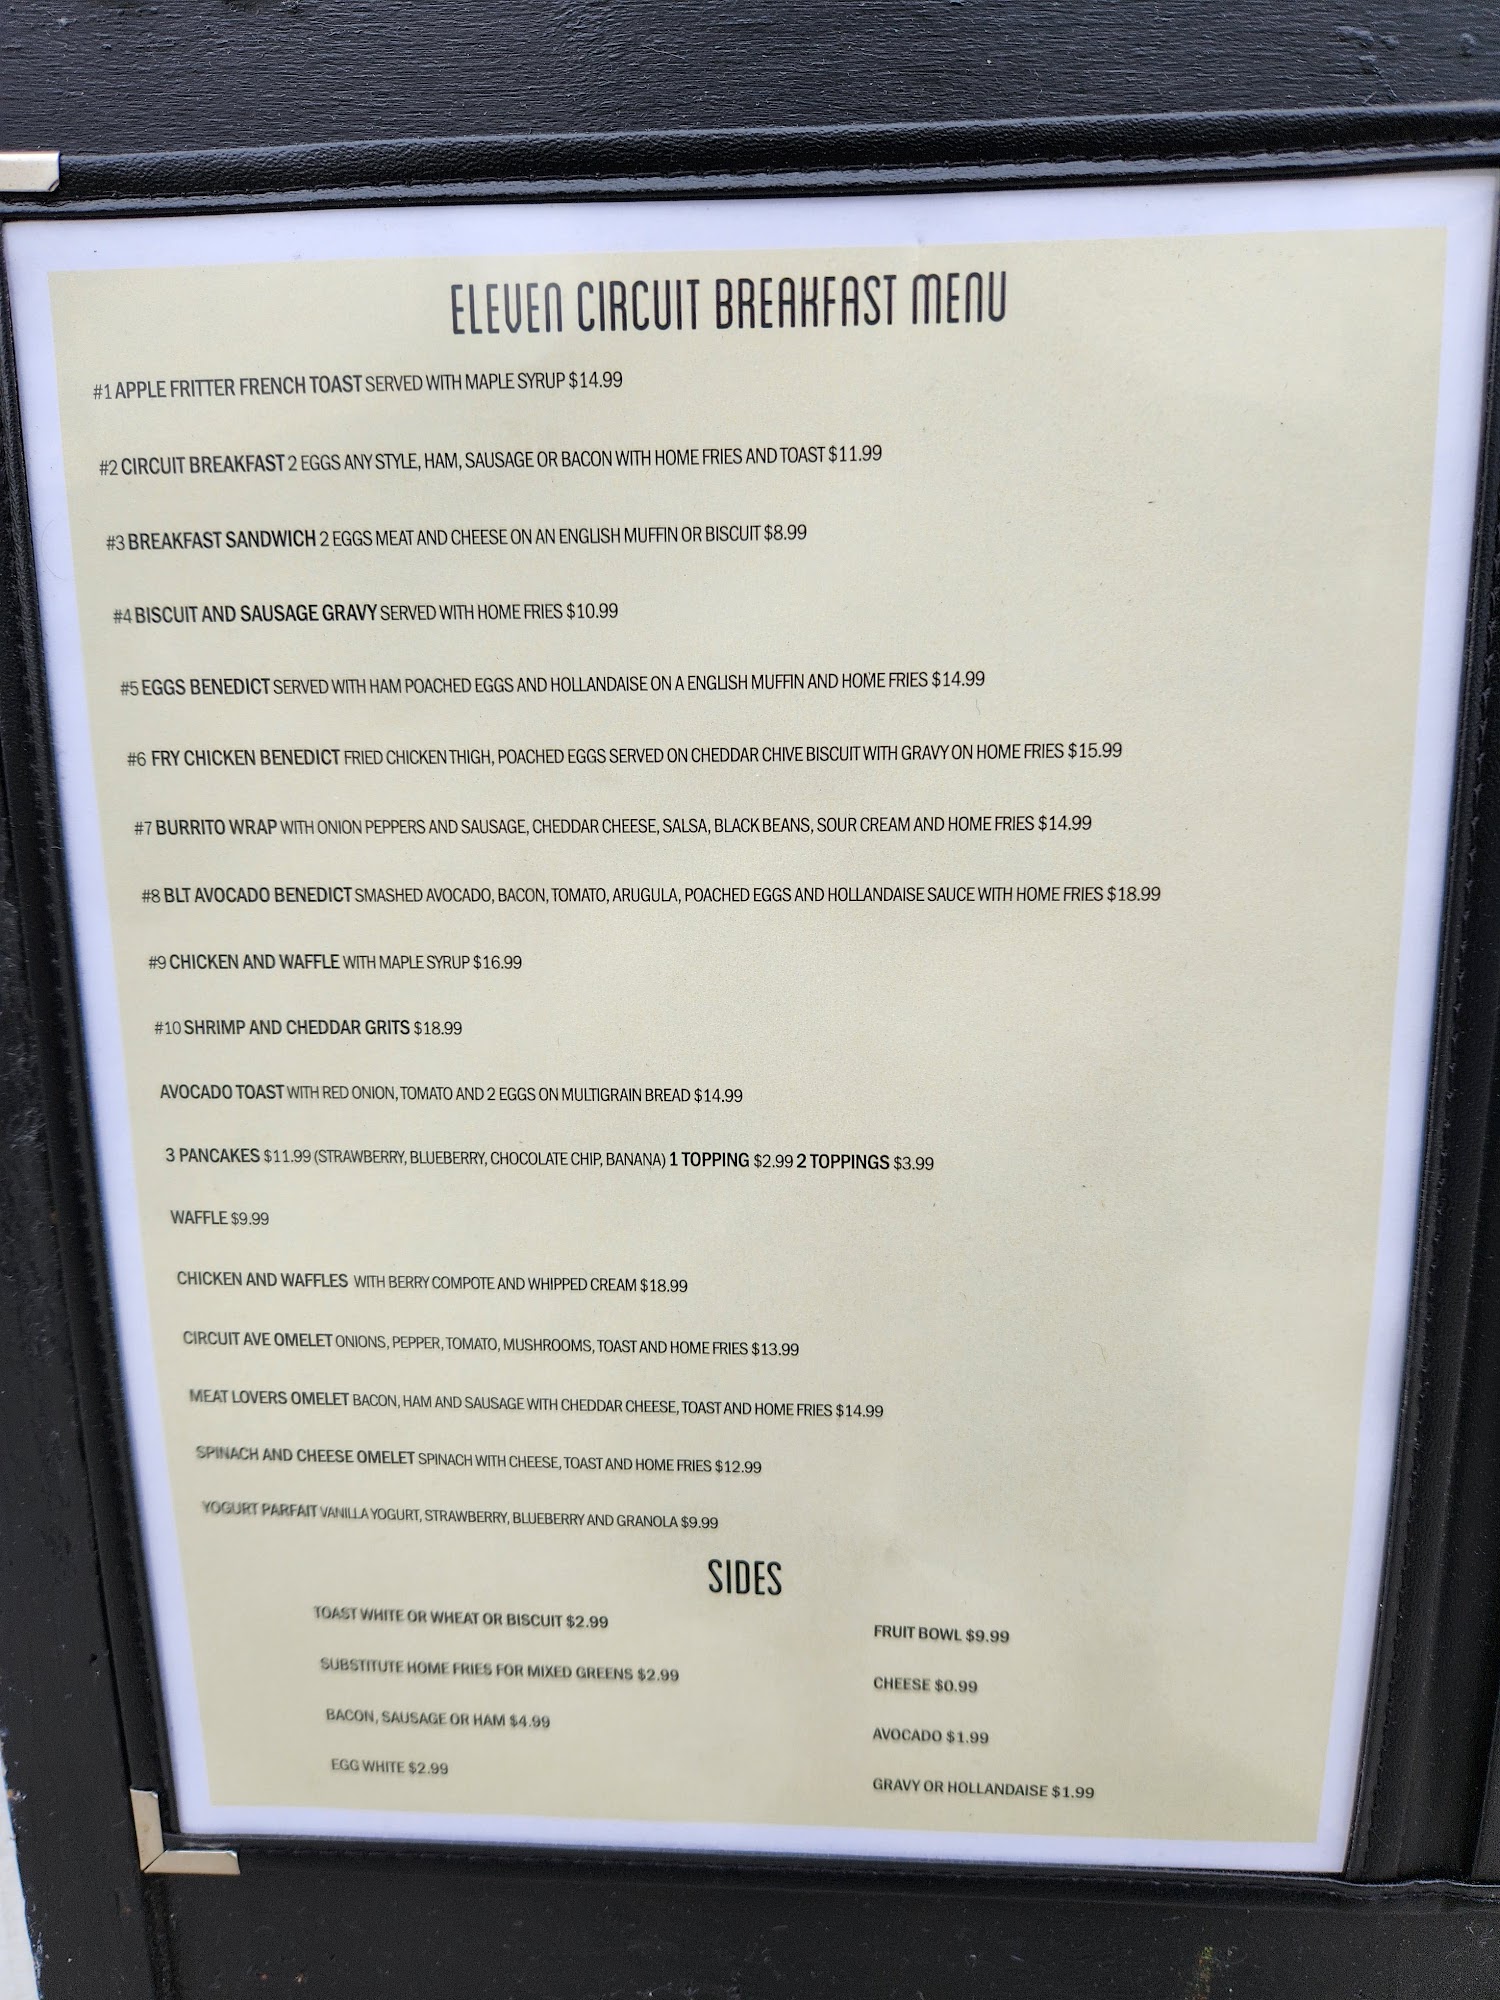 ELEVEN CIRCUIT BREAKFAST MENU
#1 APPLE FRITTER FRENCH TOAST SERVED WITH MAPLE SYRUP $14.99
#2 CIRCUIT BREAKFAST 2 EGGS ANY STYLE, HAM, SAUSAGE OR BACON WITH HOME FRIES AND TOAST $11.99
#3 BREAKFAST SANDWICH 2 EGGS MEAT AND CHEESE ON AN ENGLISH MUFFIN OR BISCUIT $8.99
#4 BISCUIT AND SAUSAGE GRAVY SERVED WITH HOME FRIES $10.99
#5 EGGS BENEDICT SERVED WITH HAM POACHED EGGS AND HOLLANDAISE ON A ENGLISH MUFFIN AND HOME FRIES $14.99
#6 FRY CHICKEN BENEDICT FRIED CHICKEN THIGH, POACHED EGGS SERVED ON CHEDDAR CHIVE BISCUIT WITH GRAVY ON HOME FRIES $15.99
#7 BURRITO WRAP WITH ONION PEPPERS AND SAUSAGE, CHEDDAR CHEESE, SALSA, BLACK BEANS, SOUR CREAM AND HOME FRIES $14.99
#8 BLT AVOCADO BENEDICT SMASHED AVOCADO, BACON, TOMATO, ARUGULA, POACHED EGGS AND HOLLANDAISE SAUCE WITH HOME FRIES $18.99
#9 CHICKEN AND WAFFLE WITH MAPLE SYRUP $16.99
#10 SHRIMP AND CHEDDAR GRITS $18.99
AVOCADO TOAST WITH RED ONION, TOMATO AND 2 EGGS ON MULTIGRAIN BREAD $14.99
3 PANCAKES $11.99 (STRAWBERRY, BLUEBERRY, CHOCOLATE CHIP, BANANA) 1 TOPPING $2.99 2 TOPPINGS $3.99
WAFFLE $9.99
CHICKEN AND WAFFLES WITH BERRY COMPOTE AND WHIPPED CREAM $18.99
CIRCUIT AVE OMELET ONIONS, PEPPER, TOMATO, MUSHROOMS, TOAST AND HOME FRIES $13.99
MEAT LOVERS OMELET BACON, HAM AND SAUSAGE WITH CHEDDAR CHEESE, TOAST AND HOME FRIES $14.99
SPINACH AND CHEESE OMELET SPINACH WITH CHEESE, TOAST AND HOME FRIES $12.99
YOGURT PARFAIT VANILLA YOGURT, STRAWBERRY, BLUEBERRY AND GRANOLA $9.99
SIDES
TOAST WHITE OR WHEAT OR BISCUIT $2.99
SUBSTITUTE HOME FRIES FOR MIXED GREENS $2.99
BACON, SAUSAGE OR HAM $4.99
EGG WHITE $2.99
FRUIT BOWL $9.99
CHEESE $0.99
AVOCADO $1.99
GRAVY OR HOLLANDAISE $1.99